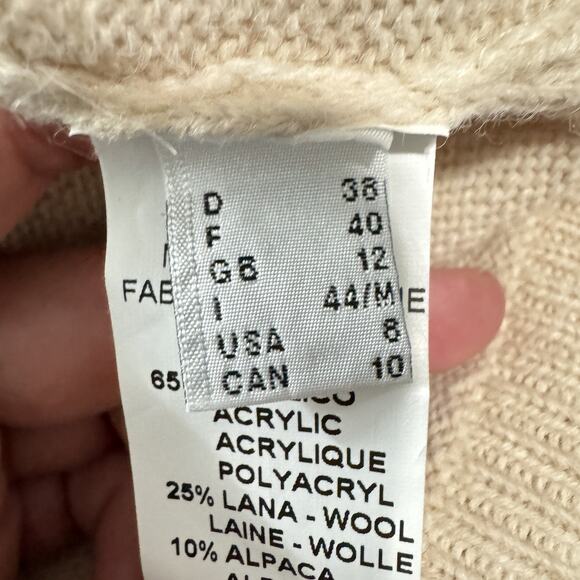 D 38
F 40
GB 12
I 44/M
USA 8
CAN 10
FAB
IE
65
ACRYLIC
ACRYLIQUE
POLYACRYL
25% LANA - WOOL
LAINE - WOLLE
10% ALPACA